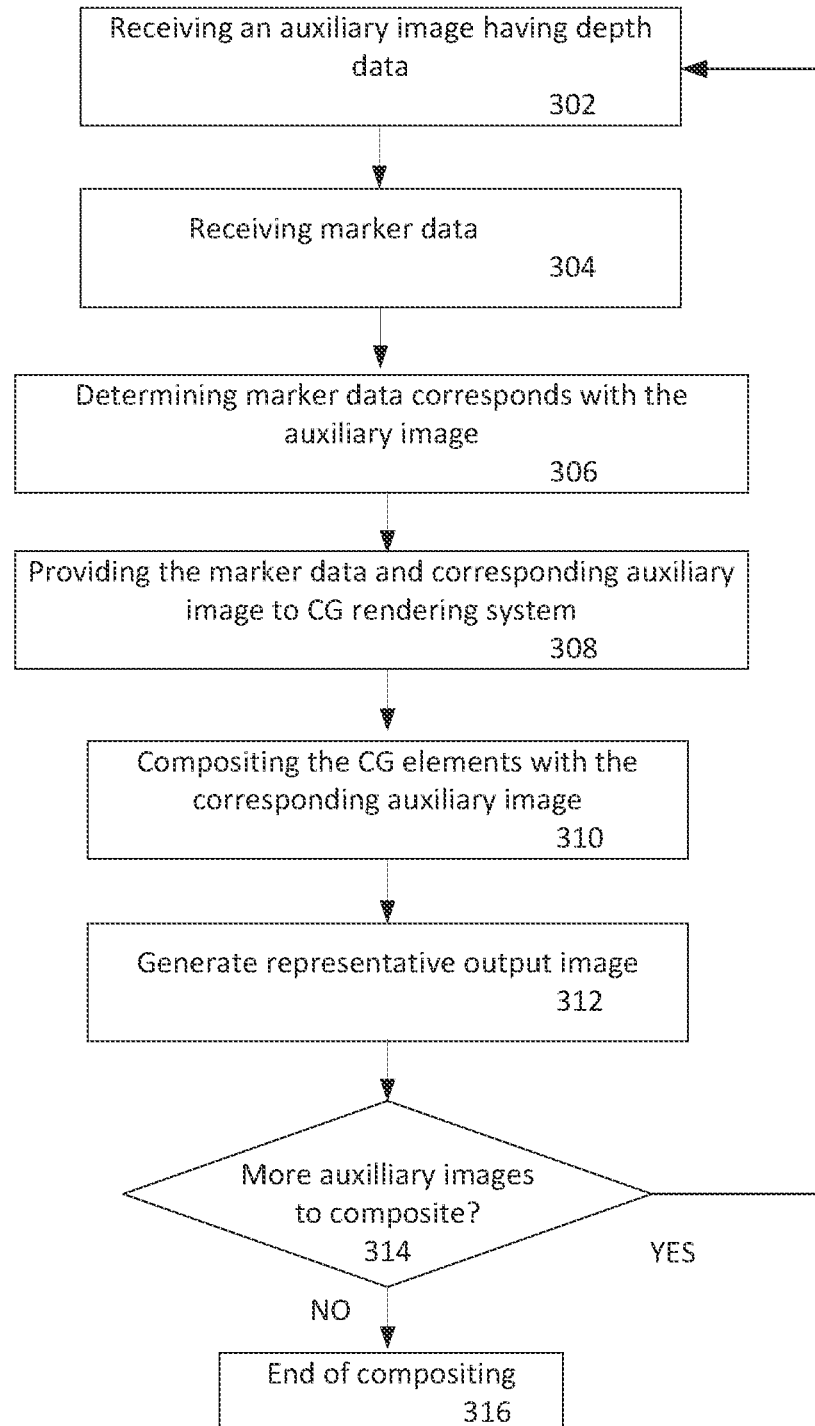 Receiving an auxiliary image having depth
data
302
Receiving marker data
304
Determining marker data corresponds with the
auxiliary image
306
Providing the marker data and corresponding auxiliary
image to CG rendering system
308
Compositing the CG elements with the
corresponding auxiliary image
310
Generate representative output image
312
More auxilliary images
to composite?
314
YES
NO
End of compositing
316